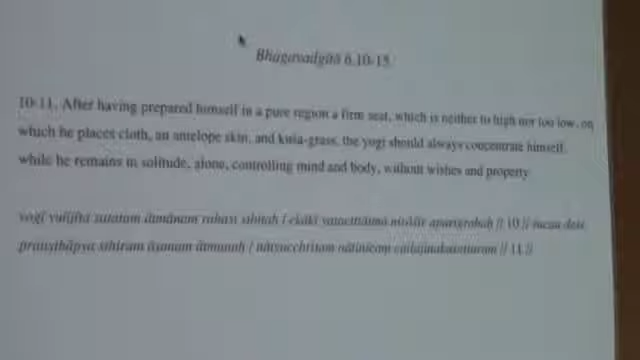 Bhagavadgītā 6.10-15
10-11. After having prepared himself in a pure region a firm seat, which is neither to high nor too low, on
which he places cloth, an antelope skin, and kuśa-grass, the yogi should always concentrate himself,
while he remains in solitude, alone, controlling mind and body, without wishes and property
yogī yuñjīta satatam ātmānaṃ rahasi sthitaḥ / ekākī yatacittātmā nirāśīr aparigrahaḥ // 10 // śucau deśe
pratiṣṭhāpya sthiram āsanam ātmanaḥ / nātyucchritaṃ nātinīcaṃ cailājinakuśottaram // 11 //